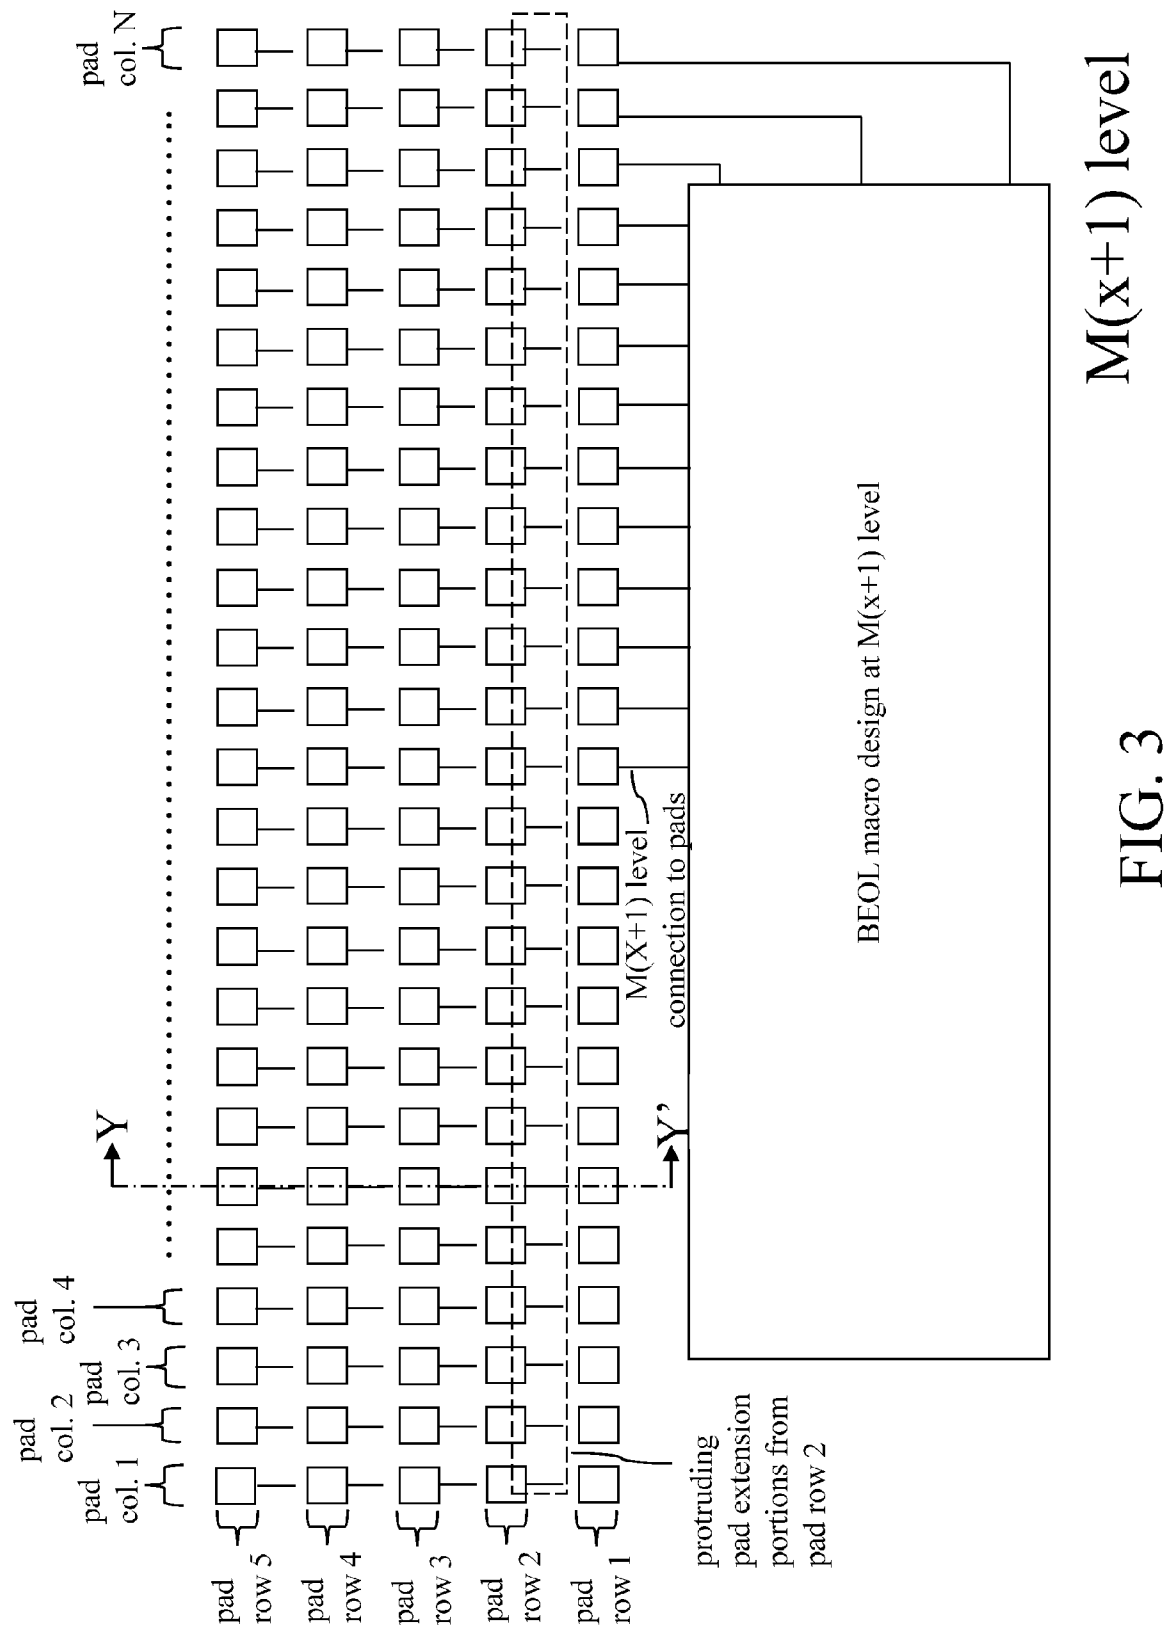 pad
row 5
pad
row 4
pad
row 3
pad
row 2
pad
row 1
pad
col. 1
pad
col. 2
pad
col. 3
pad
col. 4
pad
col. N
Y
Y'
M(X+1) level
connection to pads
protruding
pad extension
portions from
pad row 2
BEOL macro design at M(x+1) level
M(x+1) level
FIG. 3